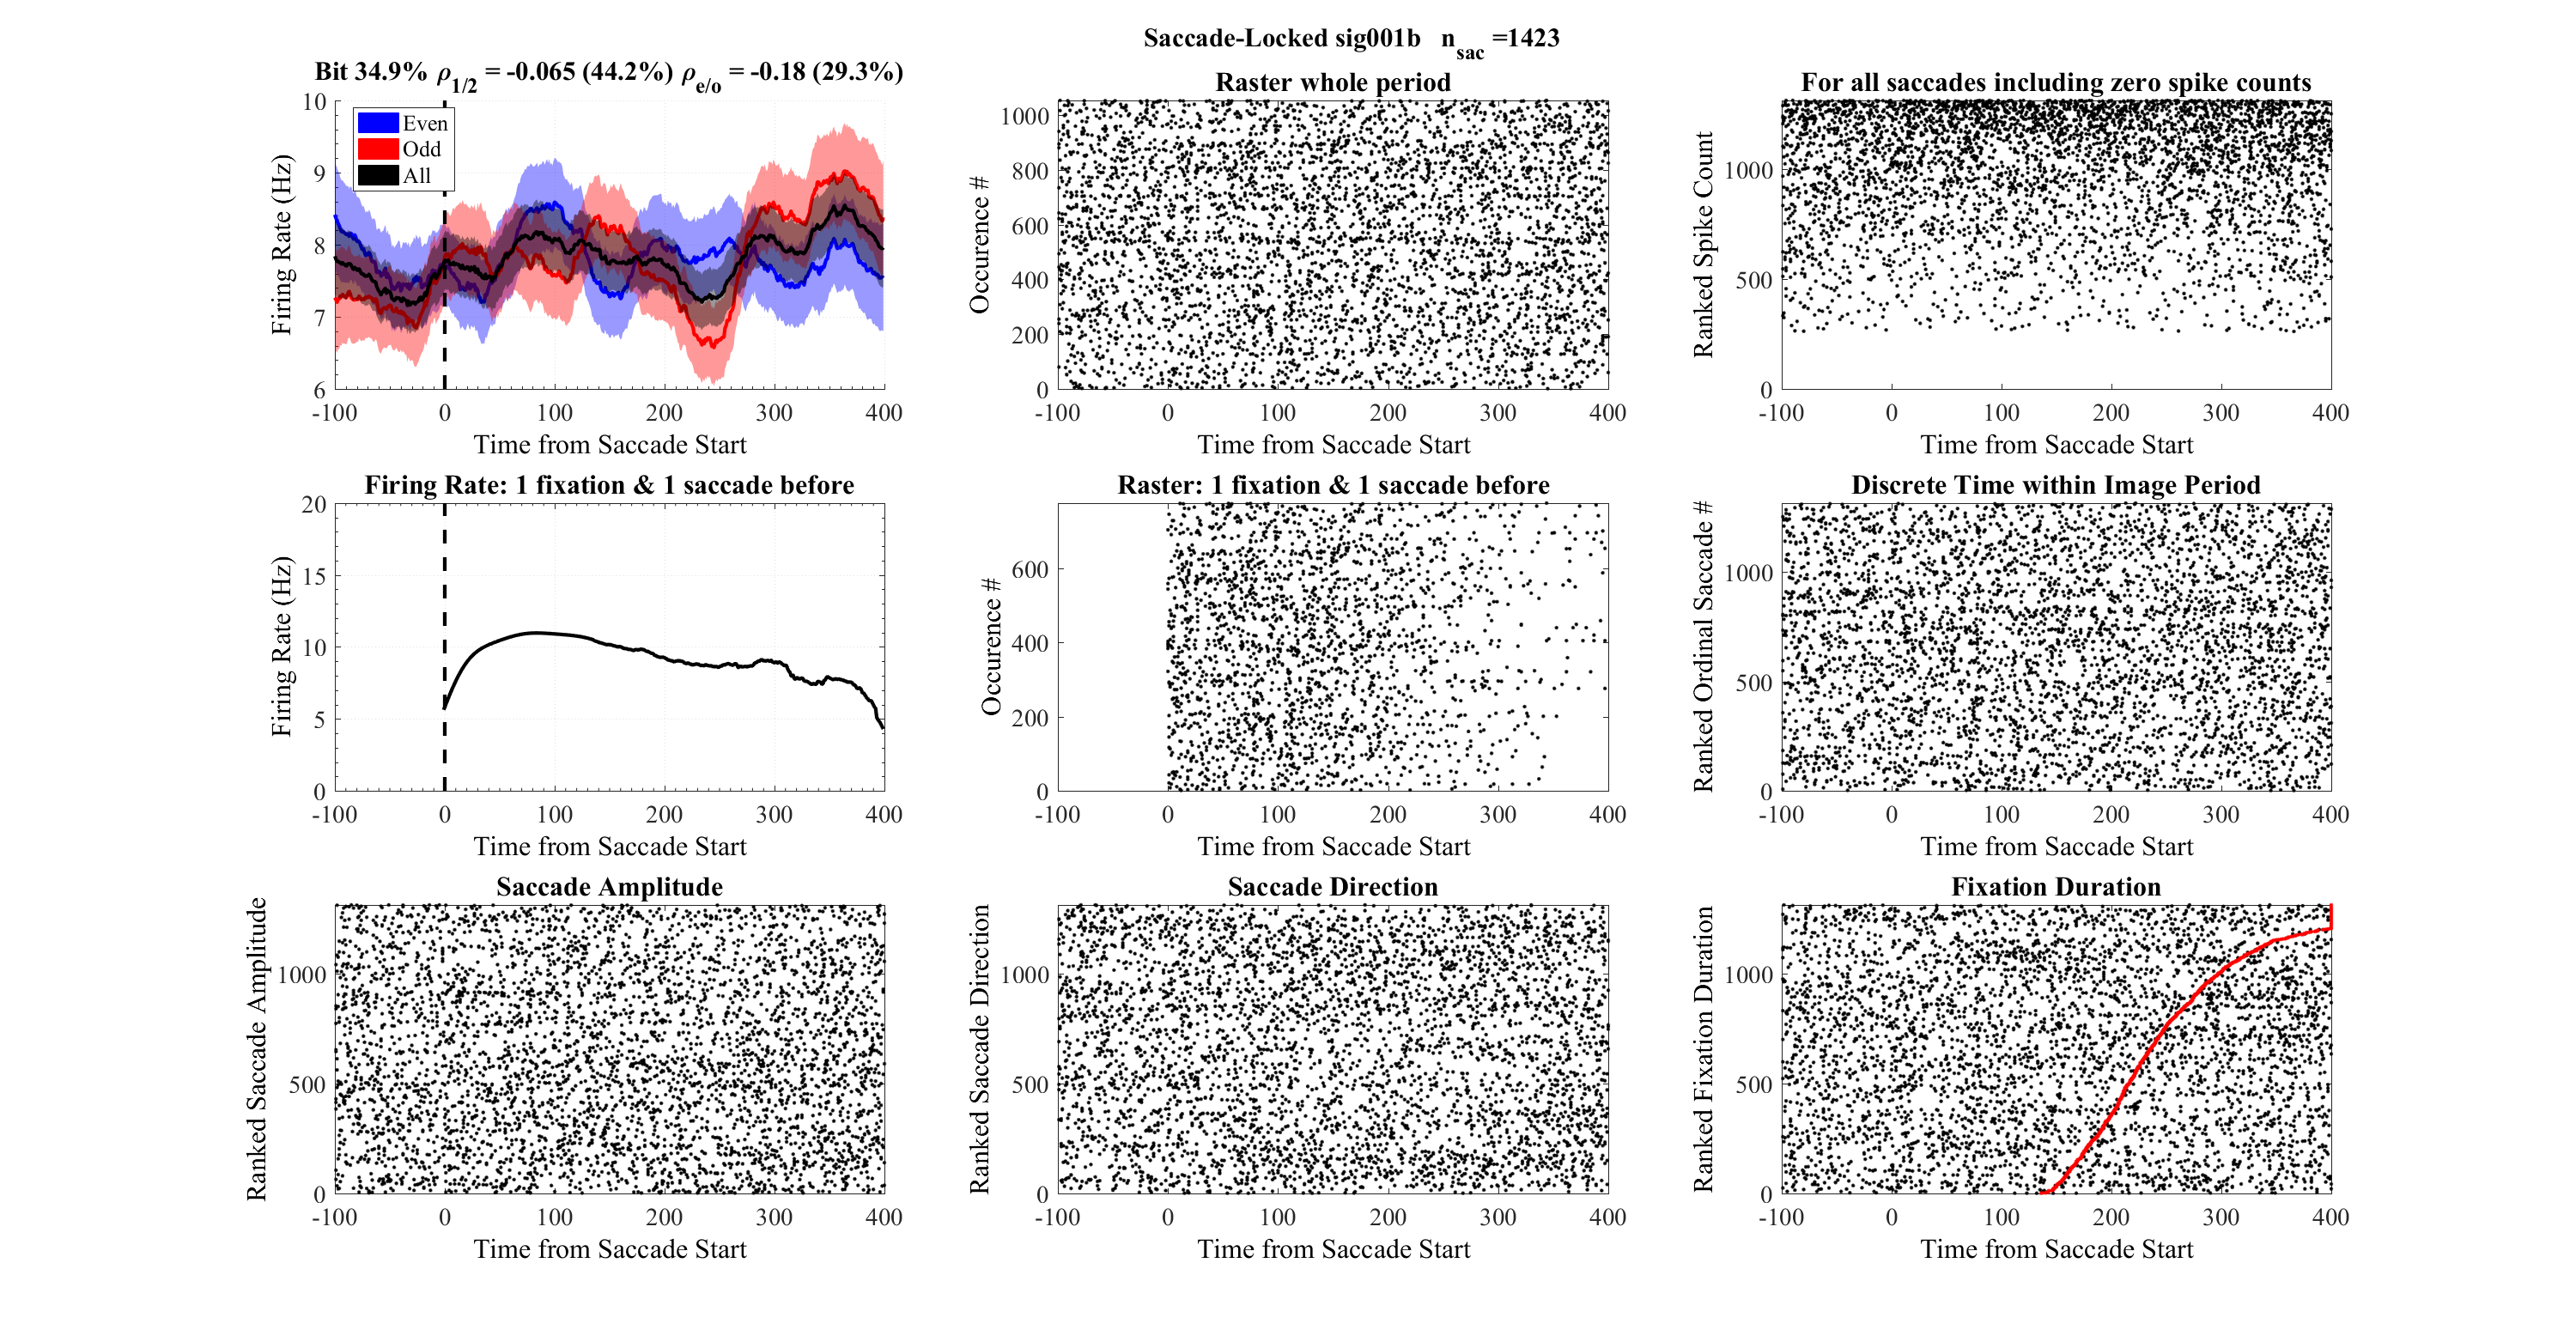 Saccade-Locked sig001b n_sac =1423
Bit 34.9% ρ_1/2 = -0.065 (44.2%) ρ_e/o = -0.18 (29.3%)
Even
Odd
All
Firing Rate (Hz)
10
9
8
7
6
-100 0 100 200 300 400
Time from Saccade Start
Raster whole period
Occurence #
1000
800
600
400
200
0
-100 0 100 200 300 400
Time from Saccade Start
For all saccades including zero spike counts
Ranked Spike Count
1000
500
0
-100 0 100 200 300 400
Time from Saccade Start
Firing Rate: 1 fixation & 1 saccade before
Firing Rate (Hz)
20
15
10
5
0
-100 0 100 200 300 400
Time from Saccade Start
Raster: 1 fixation & 1 saccade before
Occurence #
600
400
200
0
-100 0 100 200 300 400
Time from Saccade Start
Discrete Time within Image Period
Ranked Ordinal Saccade #
1000
500
0
-100 0 100 200 300 400
Time from Saccade Start
Saccade Amplitude
Ranked Saccade Amplitude
1000
500
0
-100 0 100 200 300 400
Time from Saccade Start
Saccade Direction
Ranked Saccade Direction
1000
500
0
-100 0 100 200 300 400
Time from Saccade Start
Fixation Duration
Ranked Fixation Duration
1000
500
0
-100 0 100 200 300 400
Time from Saccade Start